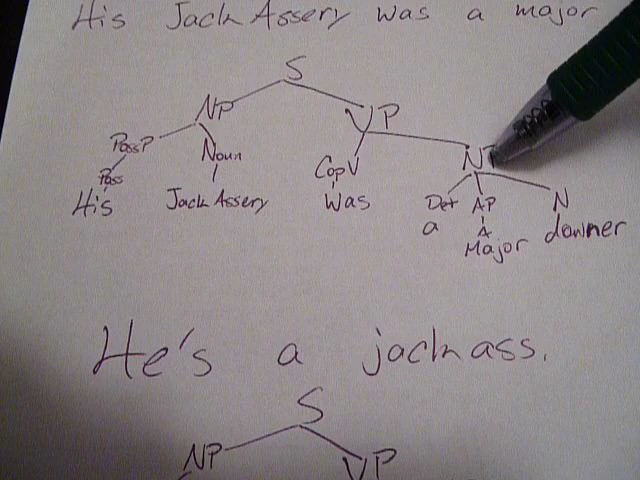 His Jack Assery was a major
S
NP VP
PossP Noun CopV NP
Poss
His Jack Assery was
Det AP N
a A downer
Major
He's a jackass.
S
NP VP